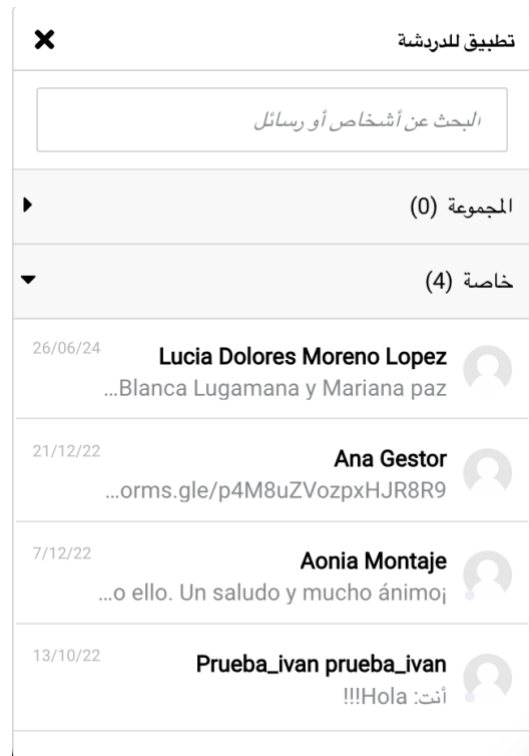 تطبيق للدردشة
البحث عن أشخاص أو رسائل
المجموعة (0)
خاصة (4)
Lucia Dolores Moreno Lopez 26/06/24
Blanca Lugamana y Mariana paz...
Ana Gestor 21/12/22
...orms.gle/p4M8uZVozpxHJR8R9
Aonia Montaje 7/12/22
...o ello. Un saludo y mucho ánimo¡
Prueba_ivan prueba_ivan 13/10/22
أنت: Hola!!!